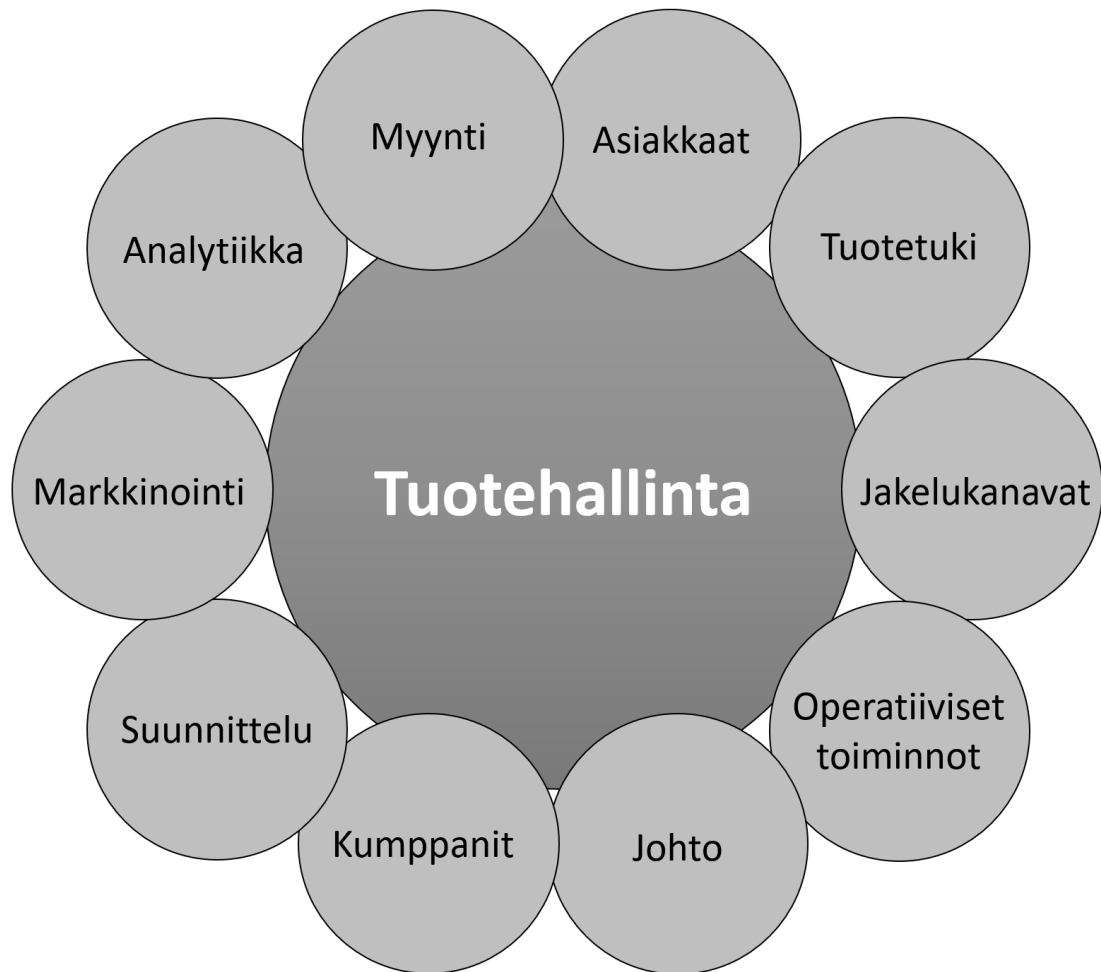 Myynti
Asiakkaat
Analytiikka
Tuotetuki
Markkinointi
Tuotehallinta
Jakelukanavat
Suunnittelu
Operatiiviset
toiminnot
Kumppanit
Johto